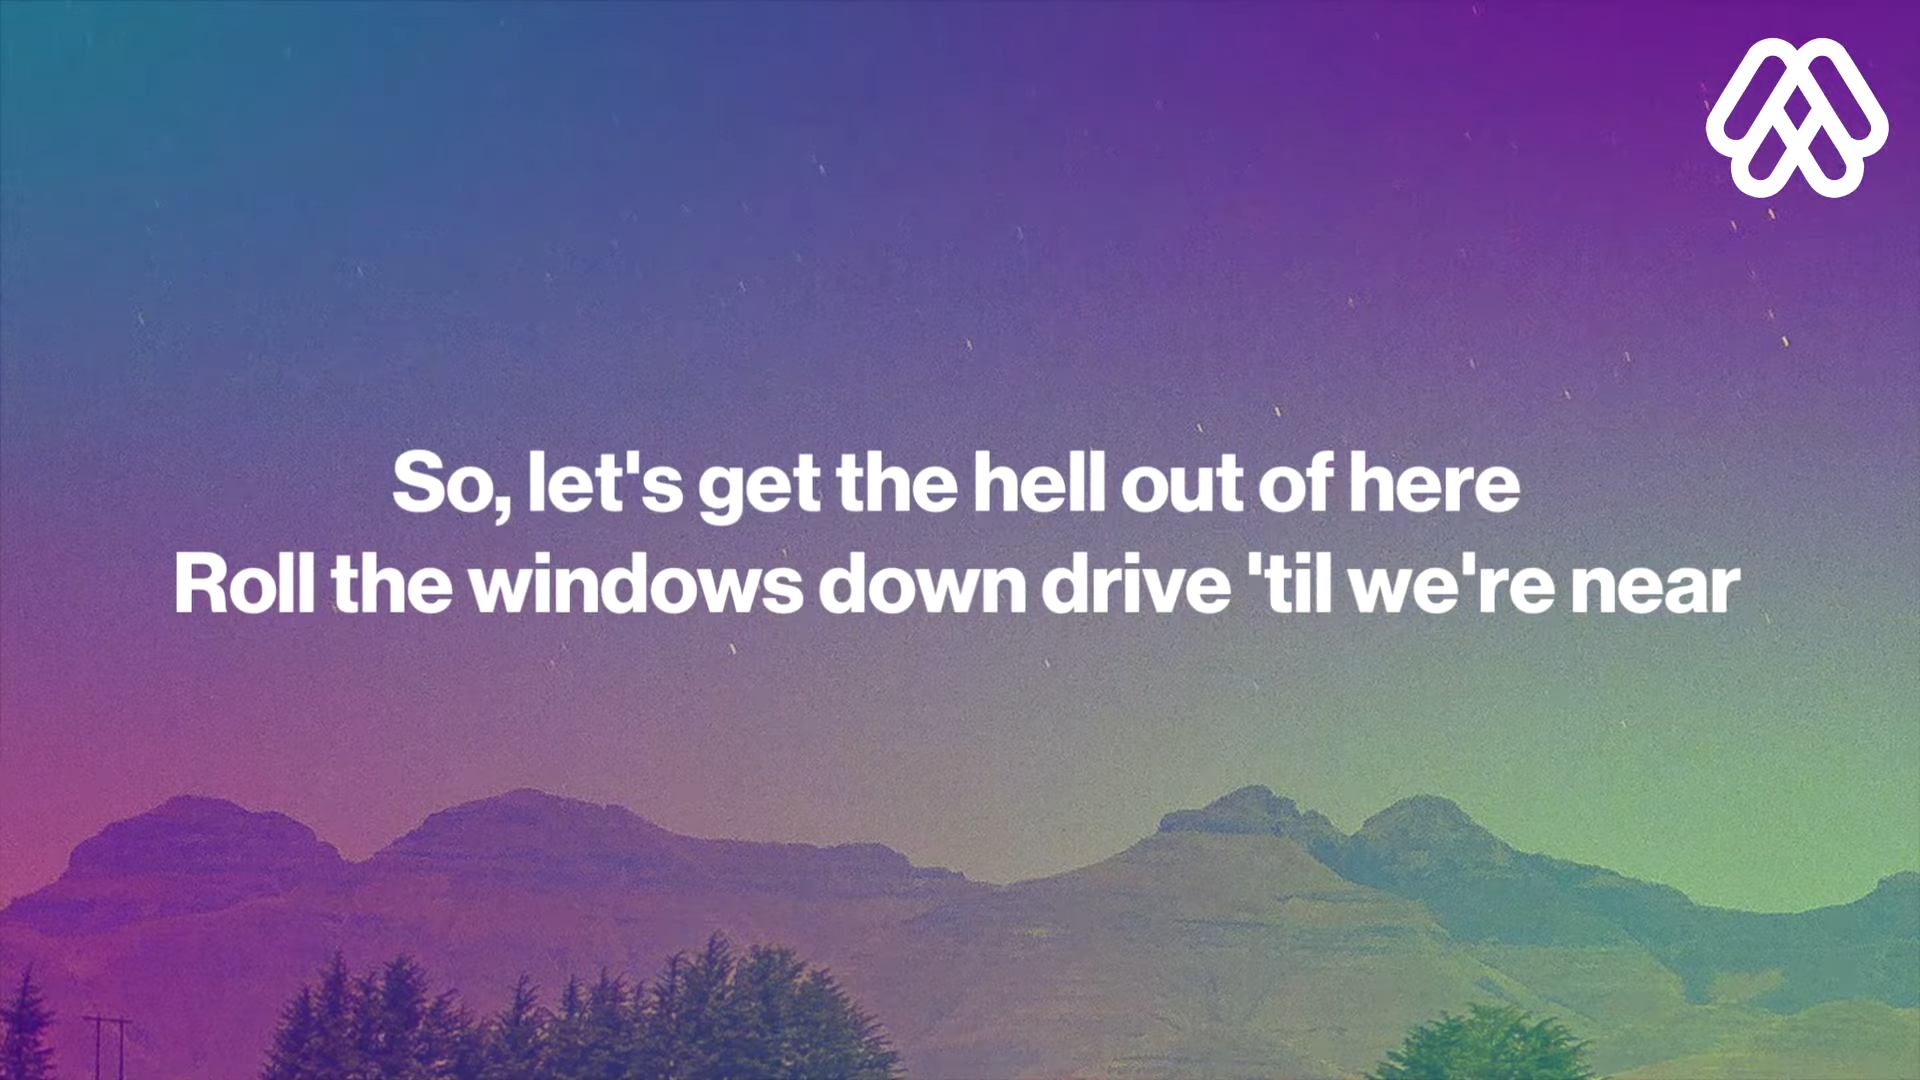 So, let's get the hell out of here
Roll the windows down drive 'til we're near